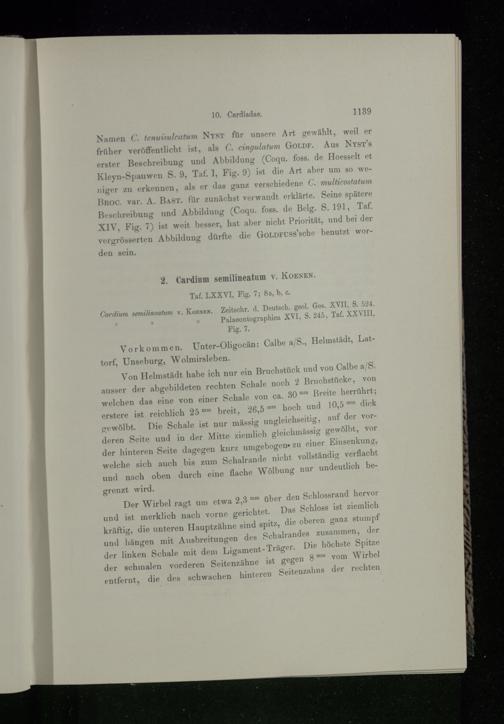 10. Cardiadae. 1139
Namen C. tenuisulcatum NYST für unsere Art gewählt, weil er
früher veröffentlicht ist, als C. cingulatum GOLDF. Aus NYST's
erster Beschreibung und Abbildung (Coqu. foss. de Hoesselt et
Kleyn-Spauwen S. 9, Taf. I, Fig. 9) ist die Art aber um so we-
niger zu erkennen, als er das ganz verschiedene C. multicostatum
BROC. var. A. BAST. für zunächst verwandt erklärte. Seine spätere
Beschreibung und Abbildung (Coqu. foss. de Belg. S. 191, Taf.
XIV, Fig. 7) ist weit besser, hat aber nicht Priorität, und bei der
vergrösserten Abbildung dürfte die GOLDFUSS'sche benutzt wor-
den sein.
2. Cardium semilineatum v. KOENEN.
Taf. LXXVI, Fig. 7; 8a, b, c.
Cardium semilineatum v. KOENEN. Zeitschr. d. Deutsch. geol. Ges. XVII, S. 524.
" " " Palaeontographica XVI, S. 245, Taf. XXVIII,
Fig. 7.
Vorkommen. Unter-Oligocän: Calbe a/S., Helmstädt, Lat-
torf, Unseburg, Wolmirsleben.
Von Helmstädt habe ich nur ein Bruchstück und von Calbe a/S.
ausser der abgebildeten rechten Schale noch 2 Bruchstücke, von
welchen das eine von einer Schale von ca. 30 mm Breite herrührt;
erstere ist reichlich 25 mm breit, 26,5 mm hoch und 10,5 mm dick
gewölbt. Die Schale ist nur mässig ungleichseitig, auf der vor-
deren Seite und in der Mitte ziemlich gleichmässig gewölbt, vor
der hinteren Seite dagegen kurz umgebogen zu einer Einsenkung,
welche sich auch bis zum Schalrande nicht vollständig verflacht
und nach oben durch eine flache Wölbung nur undeutlich be-
grenzt wird.
Der Wirbel ragt um etwa 2,3 mm über den Schlossrand hervor
und ist merklich nach vorne gerichtet. Das Schloss ist ziemlich
kräftig, die unteren Hauptzähne sind spitz, die oberen ganz stumpf
und hängen mit Ausbreitungen des Schalrandes zusammen, der
der linken Schale mit dem Ligament-Träger. Die höchste Spitze
der schmalen vorderen Seitenzähne ist gegen 8 mm vom Wirbel
entfernt, die des schwachen hinteren Seitenzahns der rechten